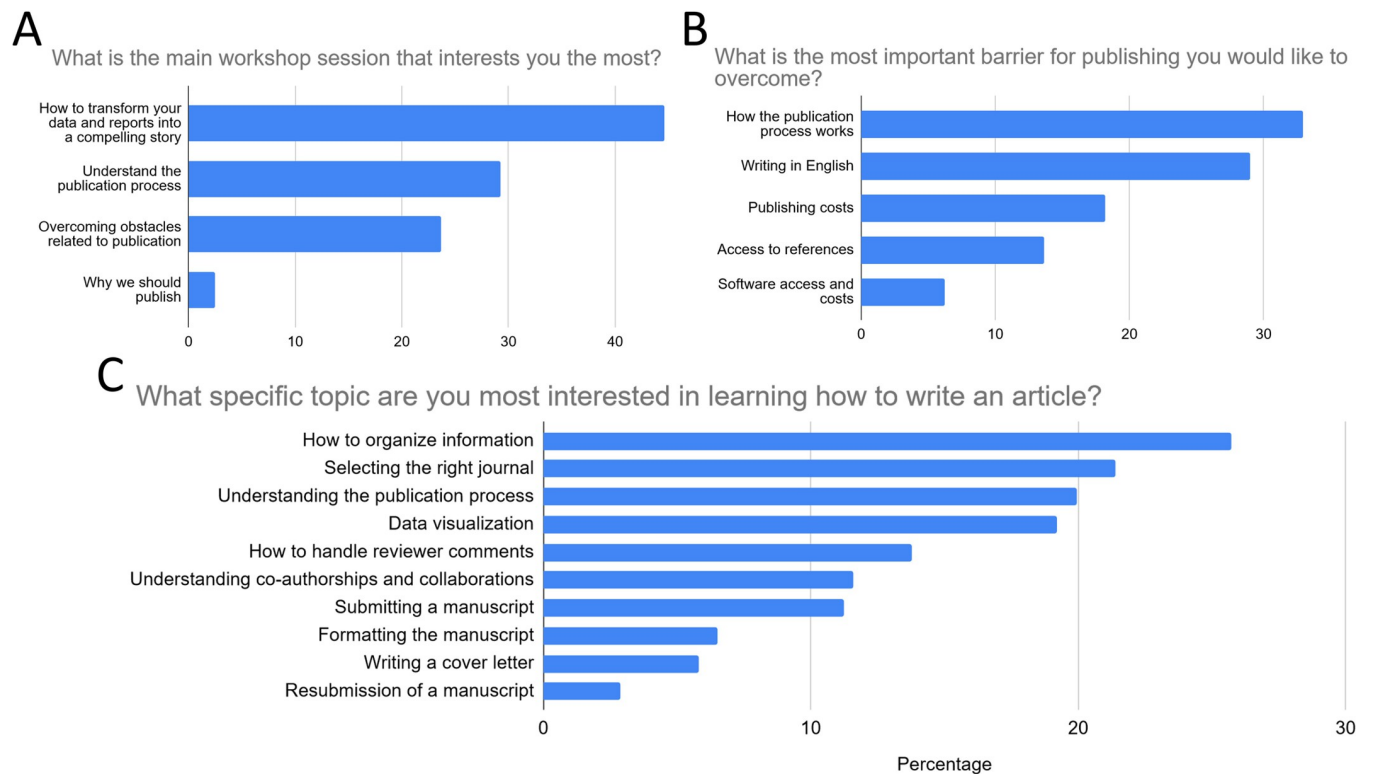 A
What is the main workshop session that interests you the most?
How to transform your
data and reports into
a compelling story
Understand the
publication process
Overcoming obstacles
related to publication
Why we should
publish
0 10 20 30 40
B
What is the most important barrier for publishing you would like to
overcome?
How the publication
process works
Writing in English
Publishing costs
Access to references
Software access and
costs
0 10 20 30
C
What specific topic are you most interested in learning how to write an article?
How to organize information
Selecting the right journal
Understanding the publication process
Data visualization
How to handle reviewer comments
Understanding co-authorships and collaborations
Submitting a manuscript
Formatting the manuscript
Writing a cover letter
Resubmission of a manuscript
0 10 20 30
Percentage